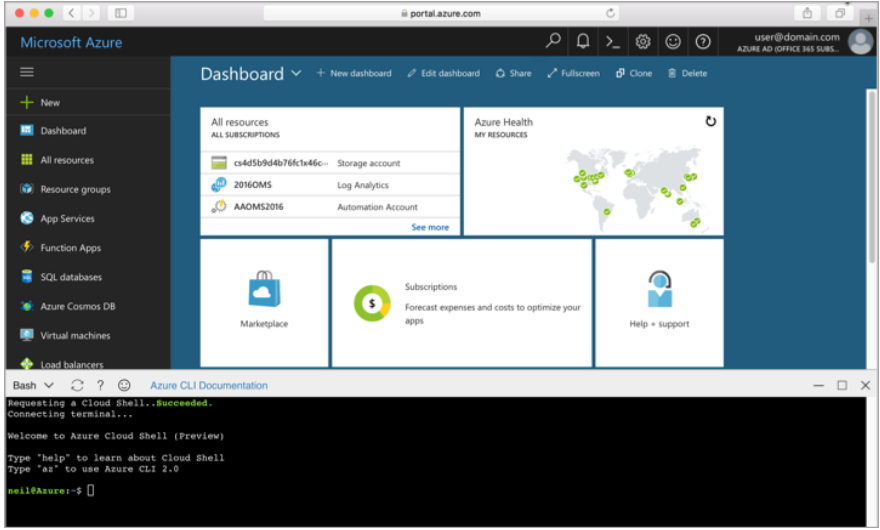 portal.azure.com
Microsoft Azure
user@domain.com
AZURE AD (OFFICE 365 SUBS...
Dashboard
+ New dashboard
Edit dashboard
Share
Fullscreen
Clone
Delete
New
Dashboard
All resources
Resource groups
App Services
Function Apps
SQL databases
Azure Cosmos DB
Virtual machines
Load balancers
All resources
ALL SUBSCRIPTIONS
cs4d5b9d4b76fc1x46c... Storage account
2016OMS Log Analytics
AAOMS2016 Automation Account
See more
Azure Health
MY RESOURCES
Marketplace
$
Subscriptions
Forecast expenses and costs to optimize your
apps
Help + support
Bash ? Azure CLI Documentation
Requesting a Cloud Shell..Succeeded.
Connecting terminal...
Welcome to Azure Cloud Shell (Preview)
Type "help" to learn about Cloud Shell
Type "az" to use Azure CLI 2.0
neil@Azure:~$